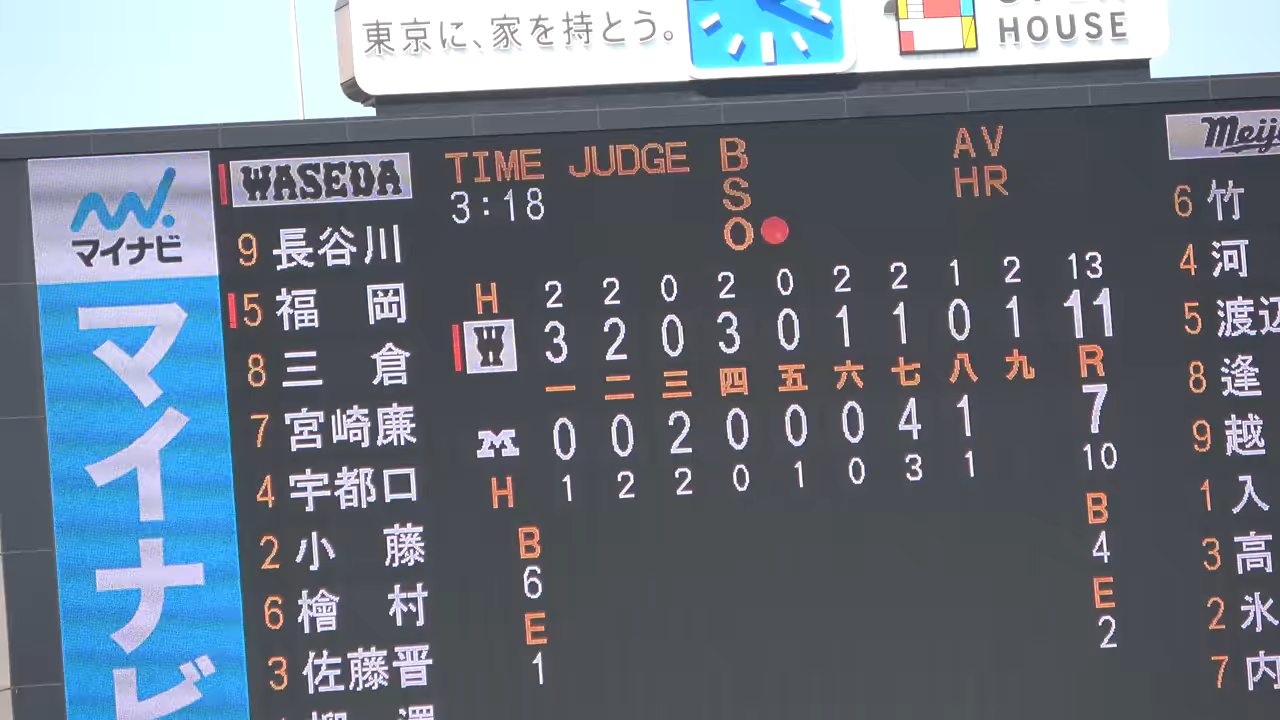 東京に、家を持とう。
HOUSE
マイナビ
マイナビ
WASEDA
TIME JUDGE
3:18
B
S
O
AV
HR
Meij
9 長谷川
5 福岡
8 三倉
7 宮崎廉
4 宇都口
2 小藤
6 檜村
3 佐藤晋
H 2 2 0 2 0 2 2 1 2 13
W 3 2 0 3 0 1 1 0 1 11
一 二 三 四 五 六 七 八 九 R
M 0 0 2 0 0 0 4 1 7
H 1 2 2 0 1 0 3 1 10
B 6
E 1
B 4
E 2
6 竹
4 河
5 渡辺
8 逢
9 越
1 入
3 高
2 氷
7 内